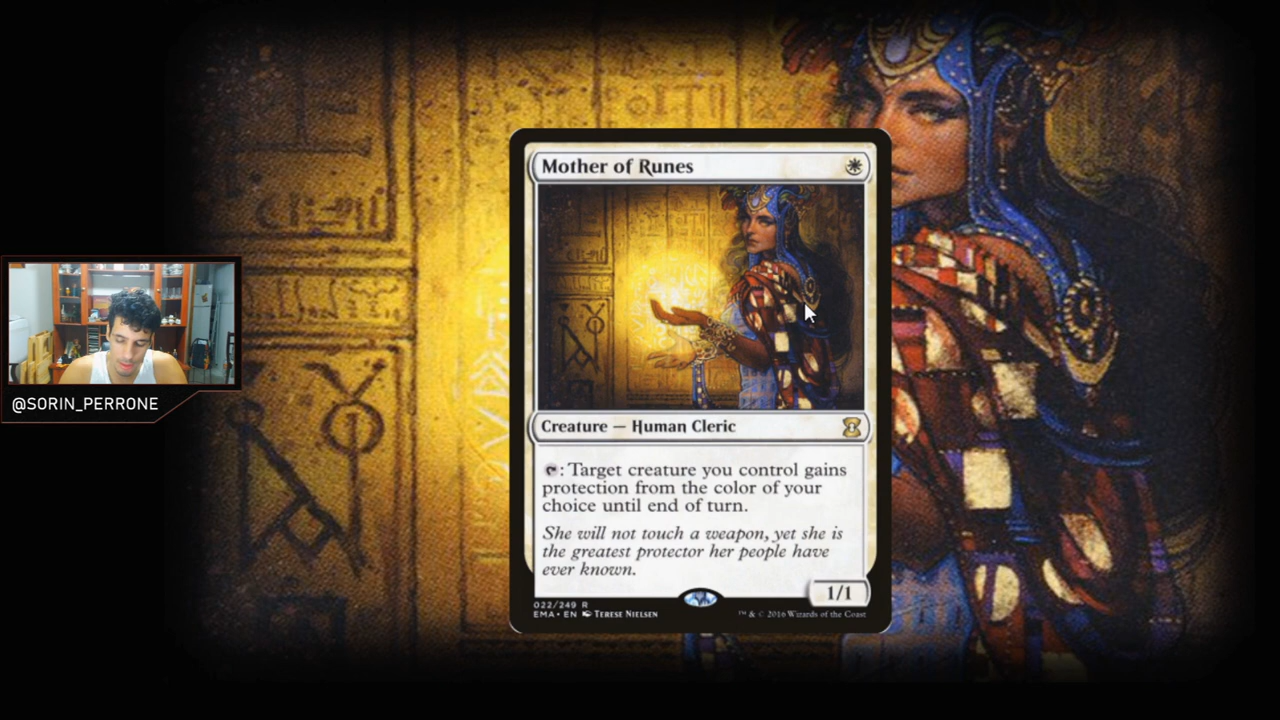 Mother of Runes
Creature — Human Cleric
: Target creature you control gains
protection from the color of your
choice until end of turn.
She will not touch a weapon, yet she is
the greatest protector her people have
ever known.
1/1
022/249 R
EMA • EN TERESE NIELSEN
™ & © 2016 Wizards of the Coast
@SORIN_PERRONE